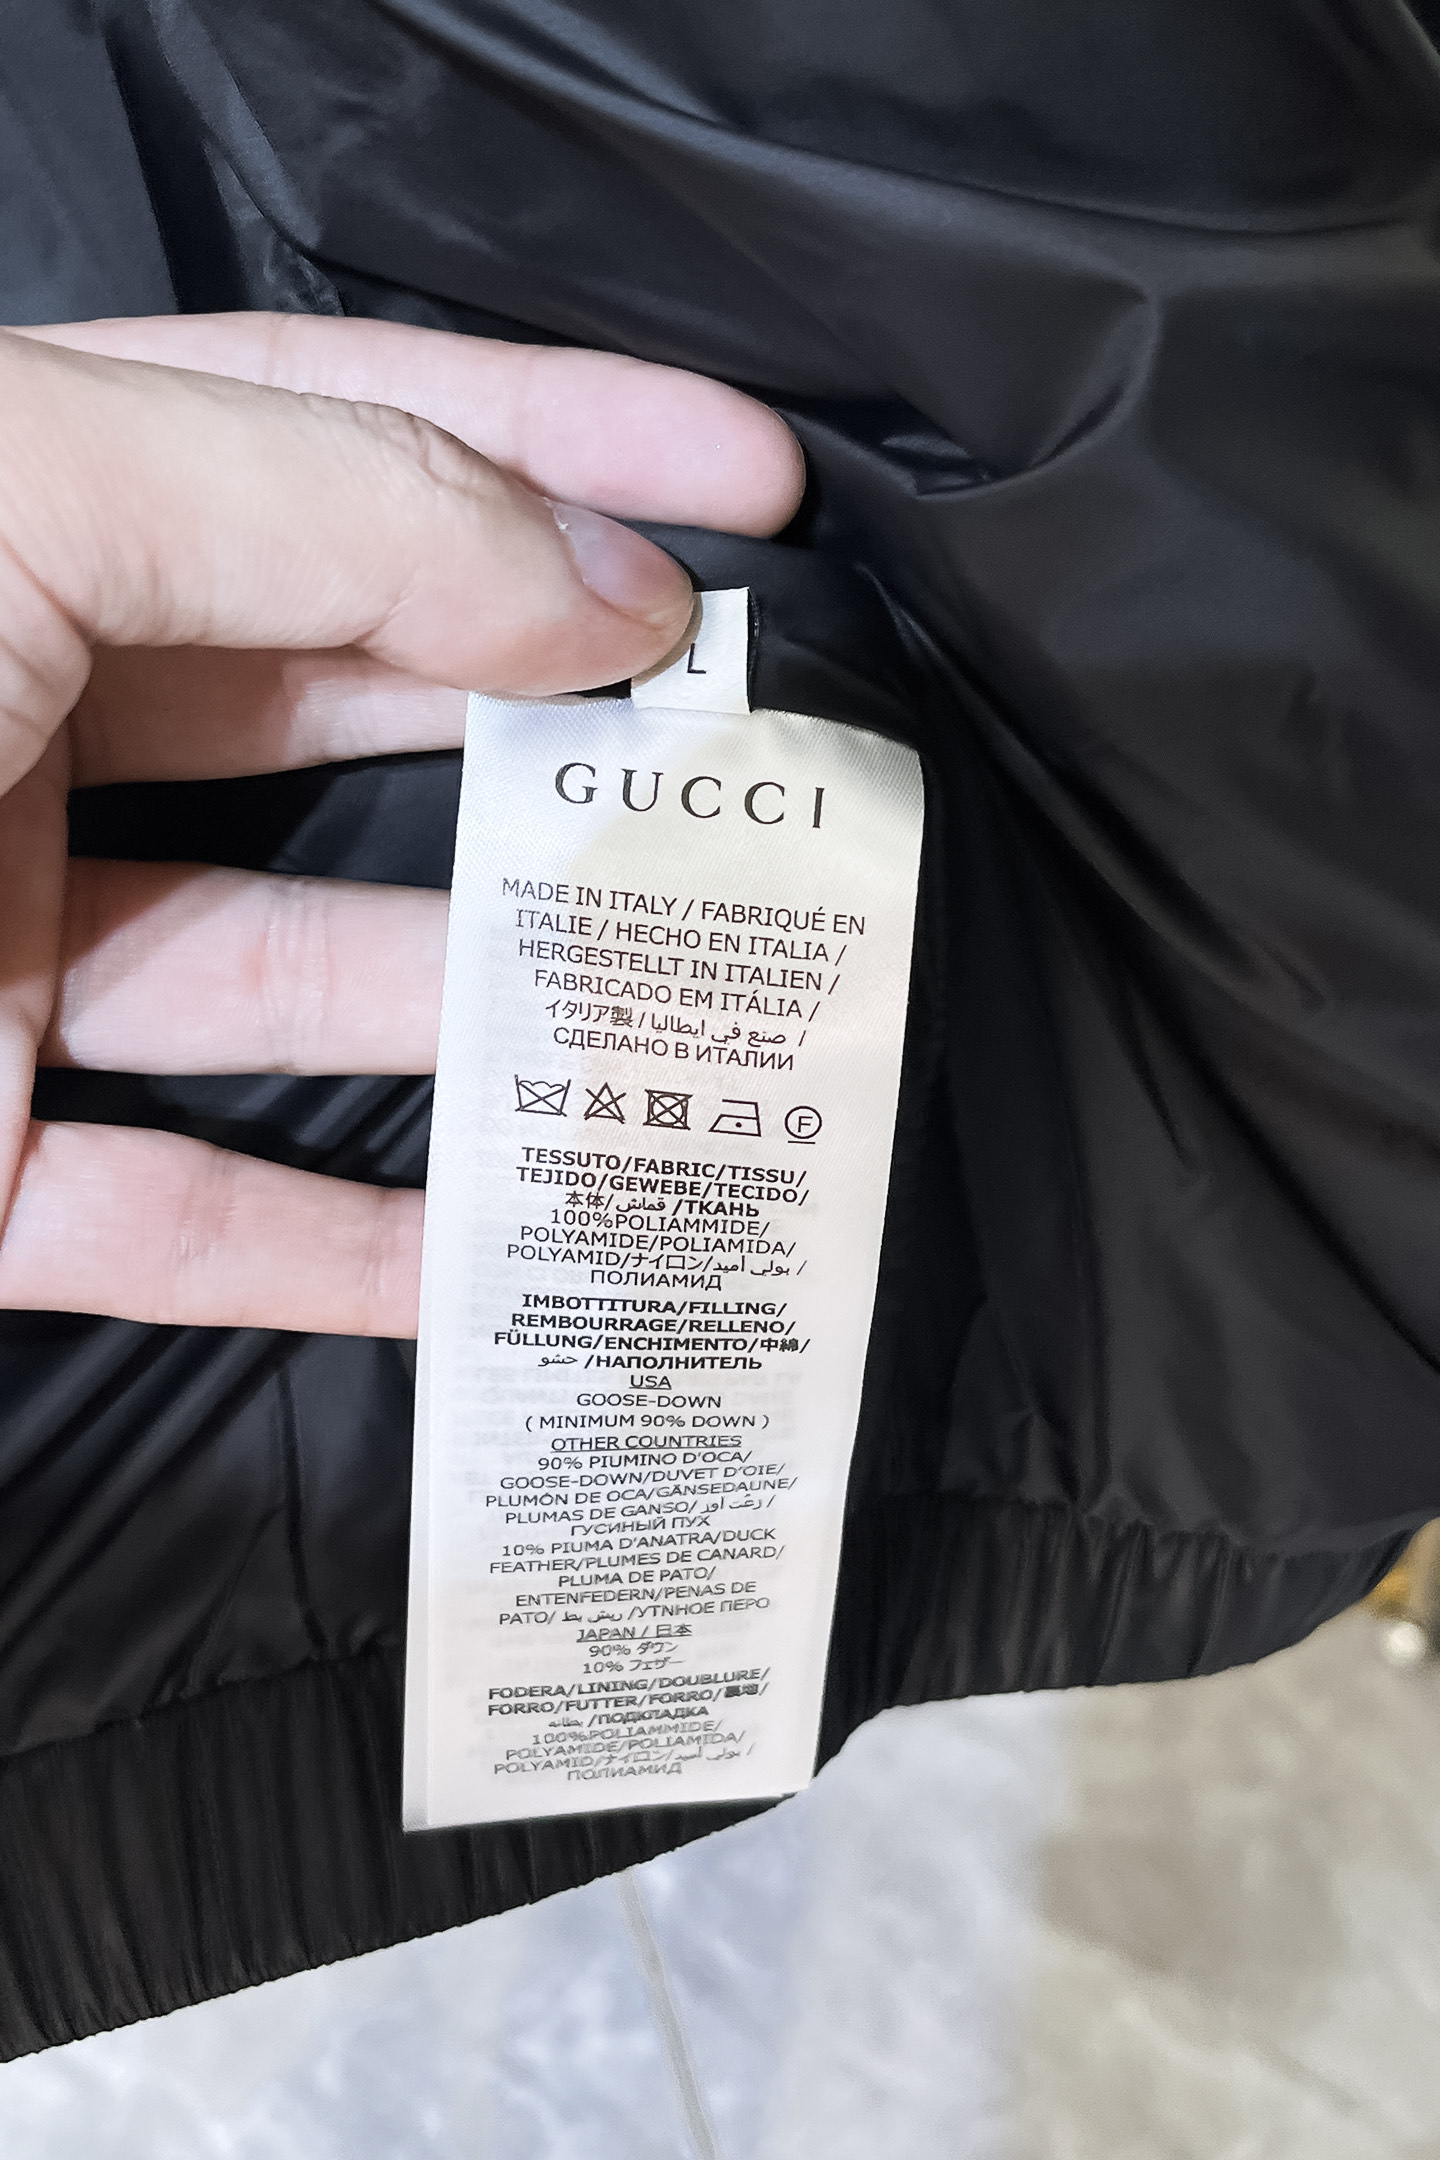 L
GUCCI
MADE IN ITALY / FABRIQUÉ EN
ITALIE / HECHO EN ITALIA /
HERGESTELLT IN ITALIEN /
FABRICADO EM ITÁLIA /
イタリア製 / صنع في ايطاليا /
СДЕЛАНО В ИТАЛИИ
F
TESSUTO/FABRIC/TISSU/
TEJIDO/GEWEBE/TECIDO/
本体/ قماش /ТКАНЬ
100%POLIAMMIDE/
POLYAMIDE/POLIAMIDA/
POLYAMID/ナイロン/بولي اميد /
ПОЛИАМИД
IMBOTTITURA/FILLING/
REMBOURRAGE/RELLENO/
FÜLLUNG/ENCHIMENTO/中綿/
حشو /НАПОЛНИТЕЛЬ
USA
GOOSE-DOWN
( MINIMUM 90% DOWN )
OTHER COUNTRIES
90% PIUMINO D'OCA/
GOOSE-DOWN/DUVET D'OIE/
PLUMÓN DE OCA/GÄNSEDAUNE/
PLUMAS DE GANSO/ /
ГУСИНЫЙ ПУХ
10% PIUMA D'ANATRA/DUCK
FEATHER/PLUMES DE CANARD/
PLUMA DE PATO/
ENTENFEDERN/PENAS DE
PATO/ ريش بط /УТИНОЕ ПЕРО
JAPAN / 日本
90% ダウン
10% フェザー
FODERA/LINING/DOUBLURE/
FORRO/FUTTER/FORRO/裏地/
بطانه /ПОДКЛАДКА
100%POLIAMMIDE/
POLYAMIDE/POLIAMIDA/
POLYAMID/ナイロン/بولي اميد /
ПОЛИАМИД